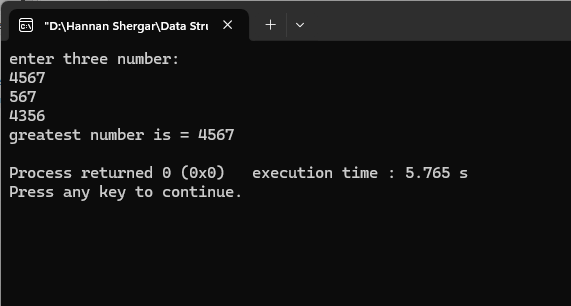 "D:\Hannan Shergar\Data Stru
enter three number:
4567
567
4356
greatest number is = 4567
Process returned 0 (0x0)   execution time : 5.765 s
Press any key to continue.